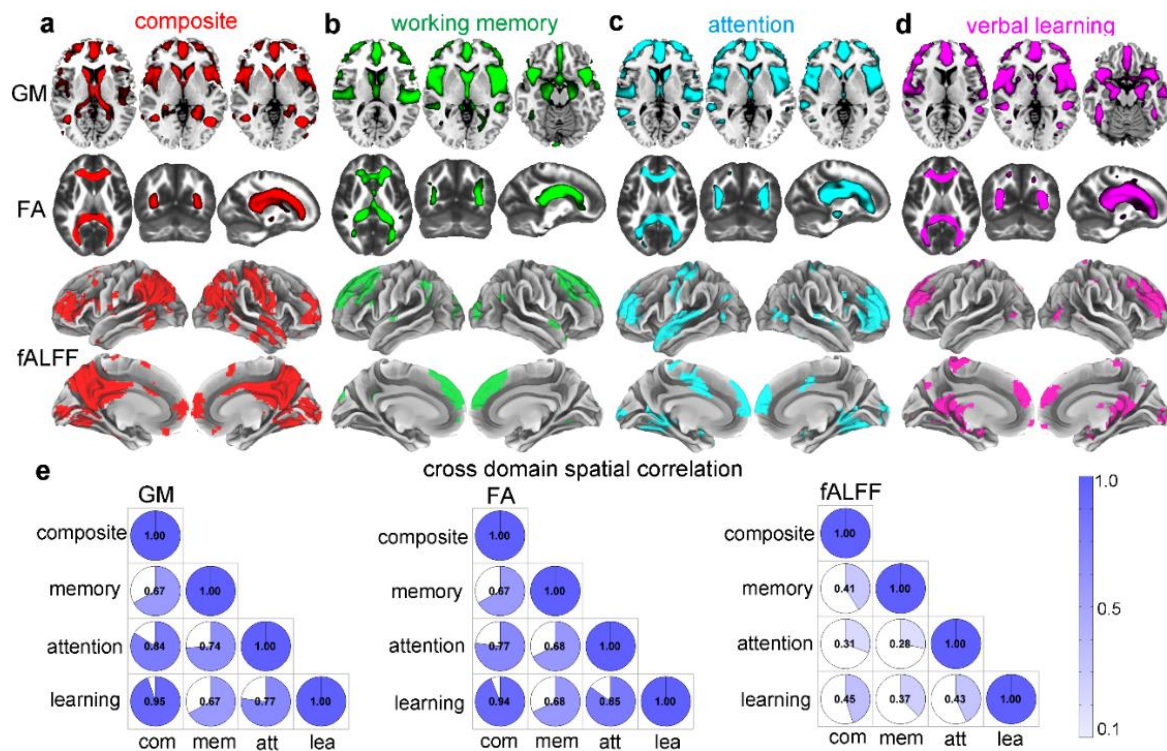 a composite b working memory c attention d verbal learning
GM
FA
fALFF
cross domain spatial correlation
e
GM FA fALFF
composite 1.00 composite 1.00 composite 1.00
memory 0.67 1.00 memory 0.67 1.00 memory 0.41 1.00
attention 0.84 0.74 1.00 attention 0.77 0.68 1.00 attention 0.31 0.28 1.00
learning 0.95 0.67 0.77 1.00 learning 0.94 0.68 0.85 1.00 learning 0.45 0.37 0.43 1.00
com mem att lea com mem att lea com mem att lea
1.0
0.5
0.1